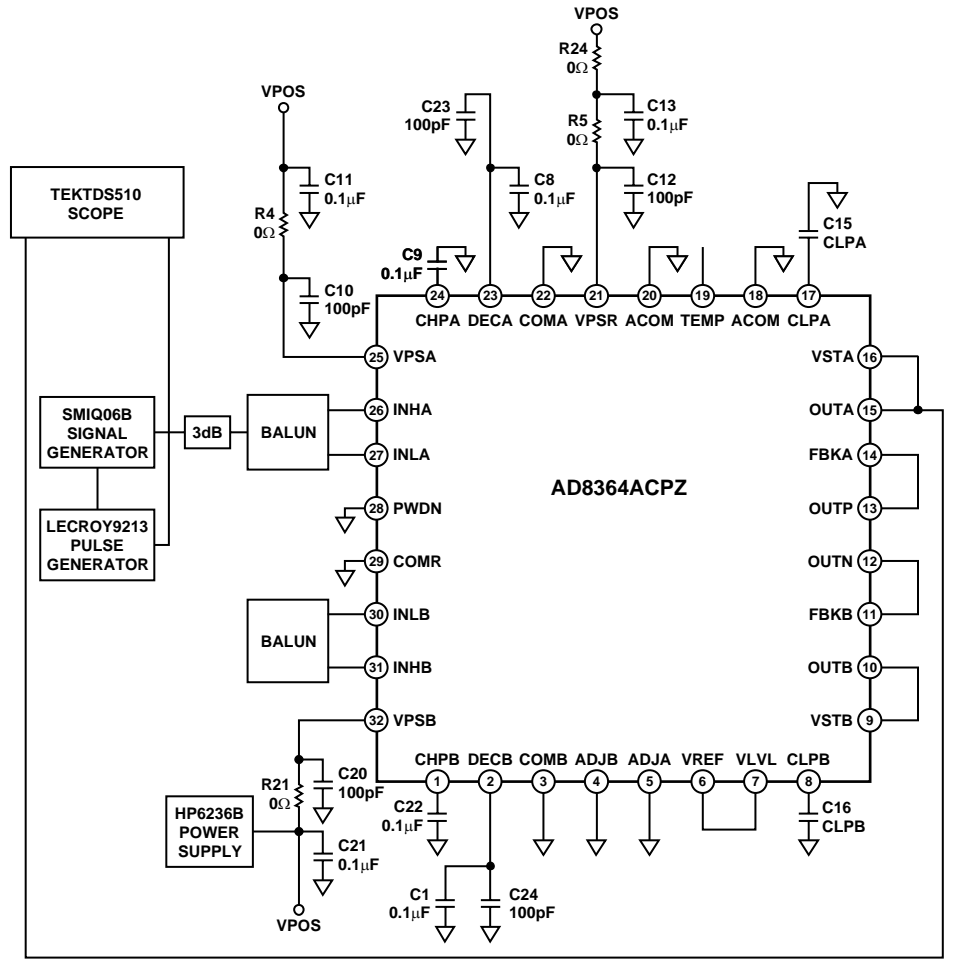 VPOS
R24
0Ω
R5
0Ω
C13
0.1µF
C12
100pF
C23
100pF
C8
0.1µF
VPOS
C11
0.1µF
R4
0Ω
C10
100pF
C9
0.1µF
C15
CLPA
TEKTDS510
SCOPE
24
23
22
21
20
19
18
17
CHPA
DECA
COMA
VPSR
ACOM
TEMP
ACOM
CLPA
25
VPSA
VSTA
16
SMIQ06B
SIGNAL
GENERATOR
3dB
BALUN
26
INHA
OUTA
15
27
INLA
FBKA
14
AD8364ACPZ
LECROY9213
PULSE
GENERATOR
28
PWDN
OUTP
13
29
COMR
OUTN
12
BALUN
30
INLB
FBKB
11
31
INHB
OUTB
10
32
VPSB
VSTB
9
CHPB
DECB
COMB
ADJB
ADJA
VREF
VLVL
CLPB
1
2
3
4
5
6
7
8
R21
0Ω
C20
100pF
HP6236B
POWER
SUPPLY
C21
0.1µF
VPOS
C22
0.1µF
C16
CLPB
C1
0.1µF
C24
100pF